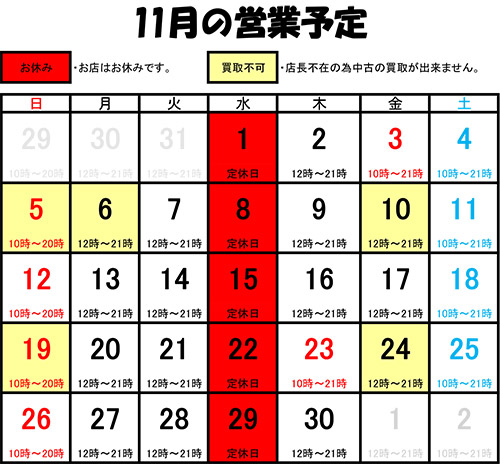 11月の営業予定
お休み ・お店はお休みです。 買取不可 ・店長不在の為中古の買取が出来ません。
日 月 火 水 木 金 土
29 30 31 1 2 3 4
10時～20時 12時～21時 12時～21時 定休日 12時～21時 10時～21時 10時～21時
5 6 7 8 9 10 11
10時～20時 12時～21時 12時～21時 定休日 12時～21時 12時～21時 10時～21時
12 13 14 15 16 17 18
10時～20時 12時～21時 12時～21時 定休日 12時～21時 12時～21時 10時～21時
19 20 21 22 23 24 25
10時～20時 12時～21時 12時～21時 定休日 10時～21時 12時～21時 10時～21時
26 27 28 29 30 1 2
10時～20時 12時～21時 12時～21時 定休日 12時～21時 12時～21時 10時～21時